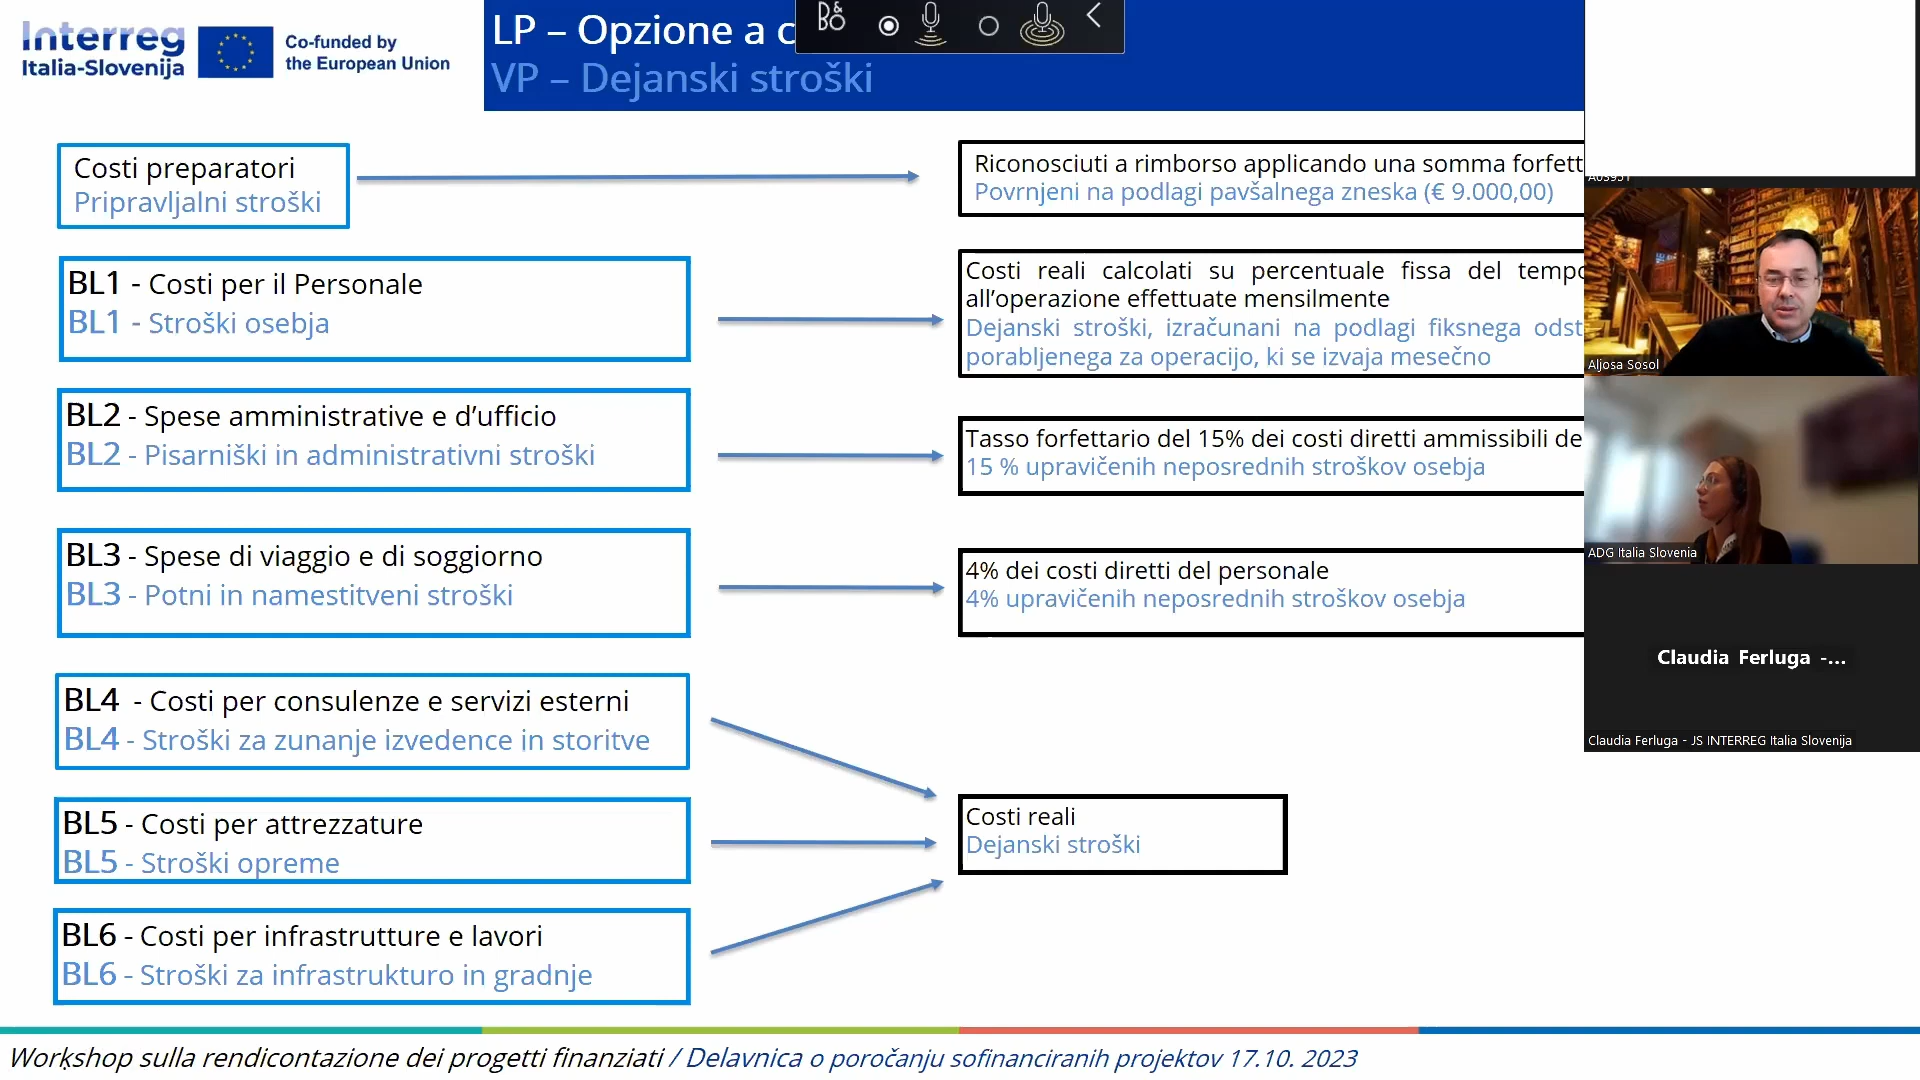 Interreg
Italia-Slovenija
Co-funded by
the European Union
LP – Opzione a c
VP – Dejanski stroški
Costi preparatori
Pripravljalni stroški
Riconosciuti a rimborso applicando una somma forfett
Povrnjeni na podlagi pavšalnega zneska (€ 9.000,00)
BL1 - Costi per il Personale
BL1 - Stroški osebja
Costi reali calcolati su percentuale fissa del tempo
all’operazione effettuate mensilmente
Dejanski stroški, izračunani na podlagi fiksnega odst
porabljenega za operacijo, ki se izvaja mesečno
BL2 - Spese amministrative e d’ufficio
BL2 - Pisarniški in administrativni stroški
Tasso forfettario del 15% dei costi diretti ammissibili de
15 % upravičenih neposrednih stroškov osebja
BL3 - Spese di viaggio e di soggiorno
BL3 - Potni in namestitveni stroški
4% dei costi diretti del personale
4% upravičenih neposrednih stroškov osebja
BL4 - Costi per consulenze e servizi esterni
BL4 - Stroški za zunanje izvedence in storitve
BL5 - Costi per attrezzature
BL5 - Stroški opreme
Costi reali
Dejanski stroški
BL6 - Costi per infrastrutture e lavori
BL6 - Stroški za infrastrukturo in gradnje
Workshop sulla rendicontazione dei progetti finanziati / Delavnica o poročanju sofinanciranih projektov 17.10. 2023
Aljosa Sosol
ADG Italia Slovenia
Claudia Ferluga -...
Claudia Ferluga - JS INTERREG Italia Slovenija